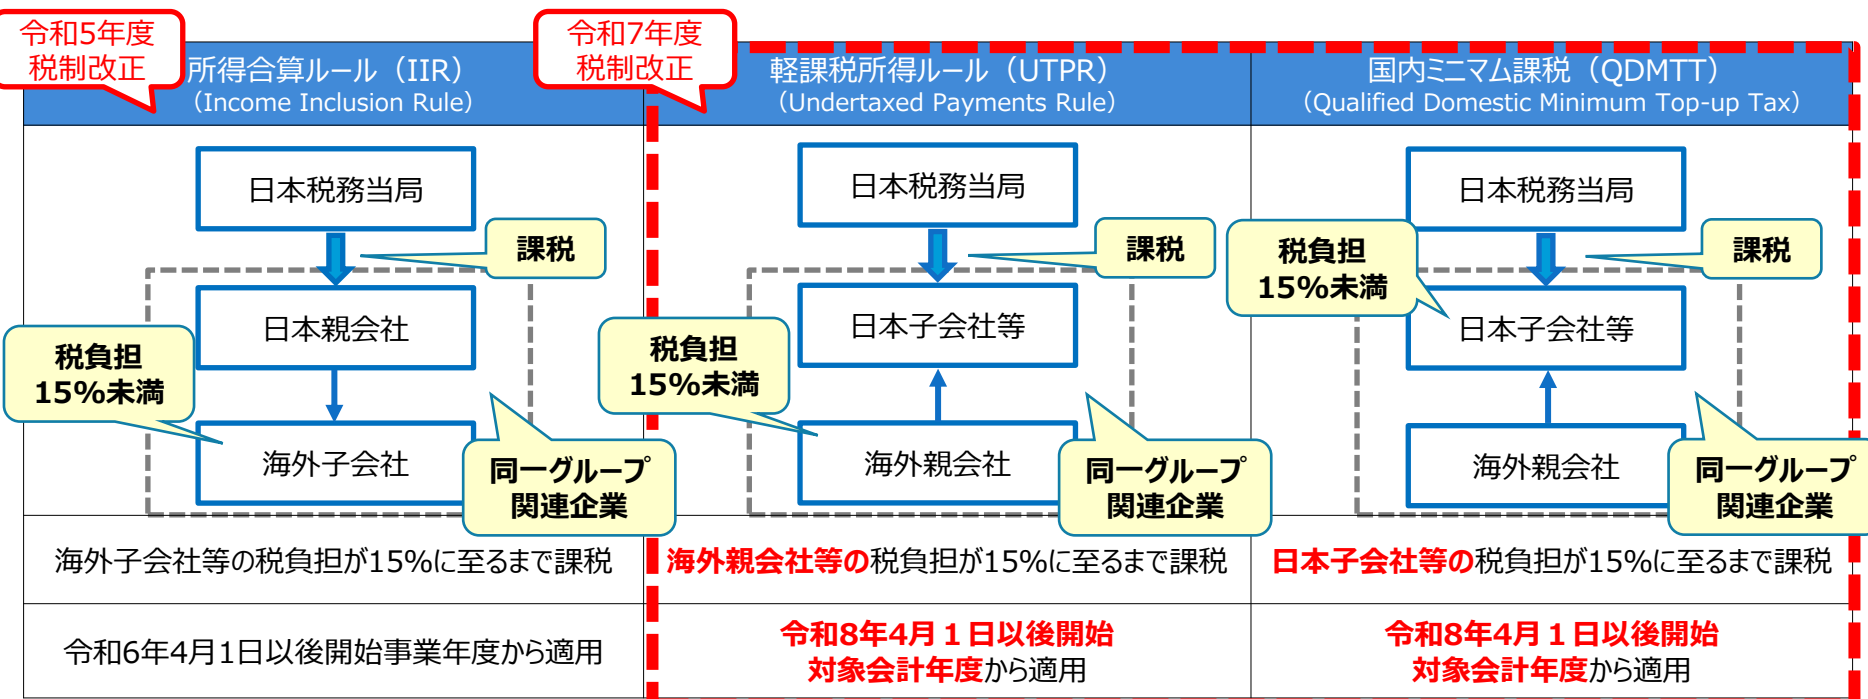 令和5年度
税制改正
所得合算ルール（IIR）
（Income Inclusion Rule）
令和7年度
税制改正
軽課税所得ルール（UTPR）
（Undertaxed Payments Rule）
国内ミニマム課税（QDMTT）
（Qualified Domestic Minimum Top-up Tax）
日本税務当局
課税
日本親会社
税負担
15%未満
海外子会社
同一グループ
関連企業
日本税務当局
課税
日本子会社等
税負担
15%未満
海外親会社
同一グループ
関連企業
日本税務当局
課税
税負担
15%未満
日本子会社等
海外親会社
同一グループ
関連企業
海外子会社等の税負担が15%に至るまで課税
海外親会社等の税負担が15%に至るまで課税
日本子会社等の税負担が15%に至るまで課税
令和6年4月1日以後開始事業年度から適用
令和8年4月１日以後開始
対象会計年度から適用
令和8年4月１日以後開始
対象会計年度から適用